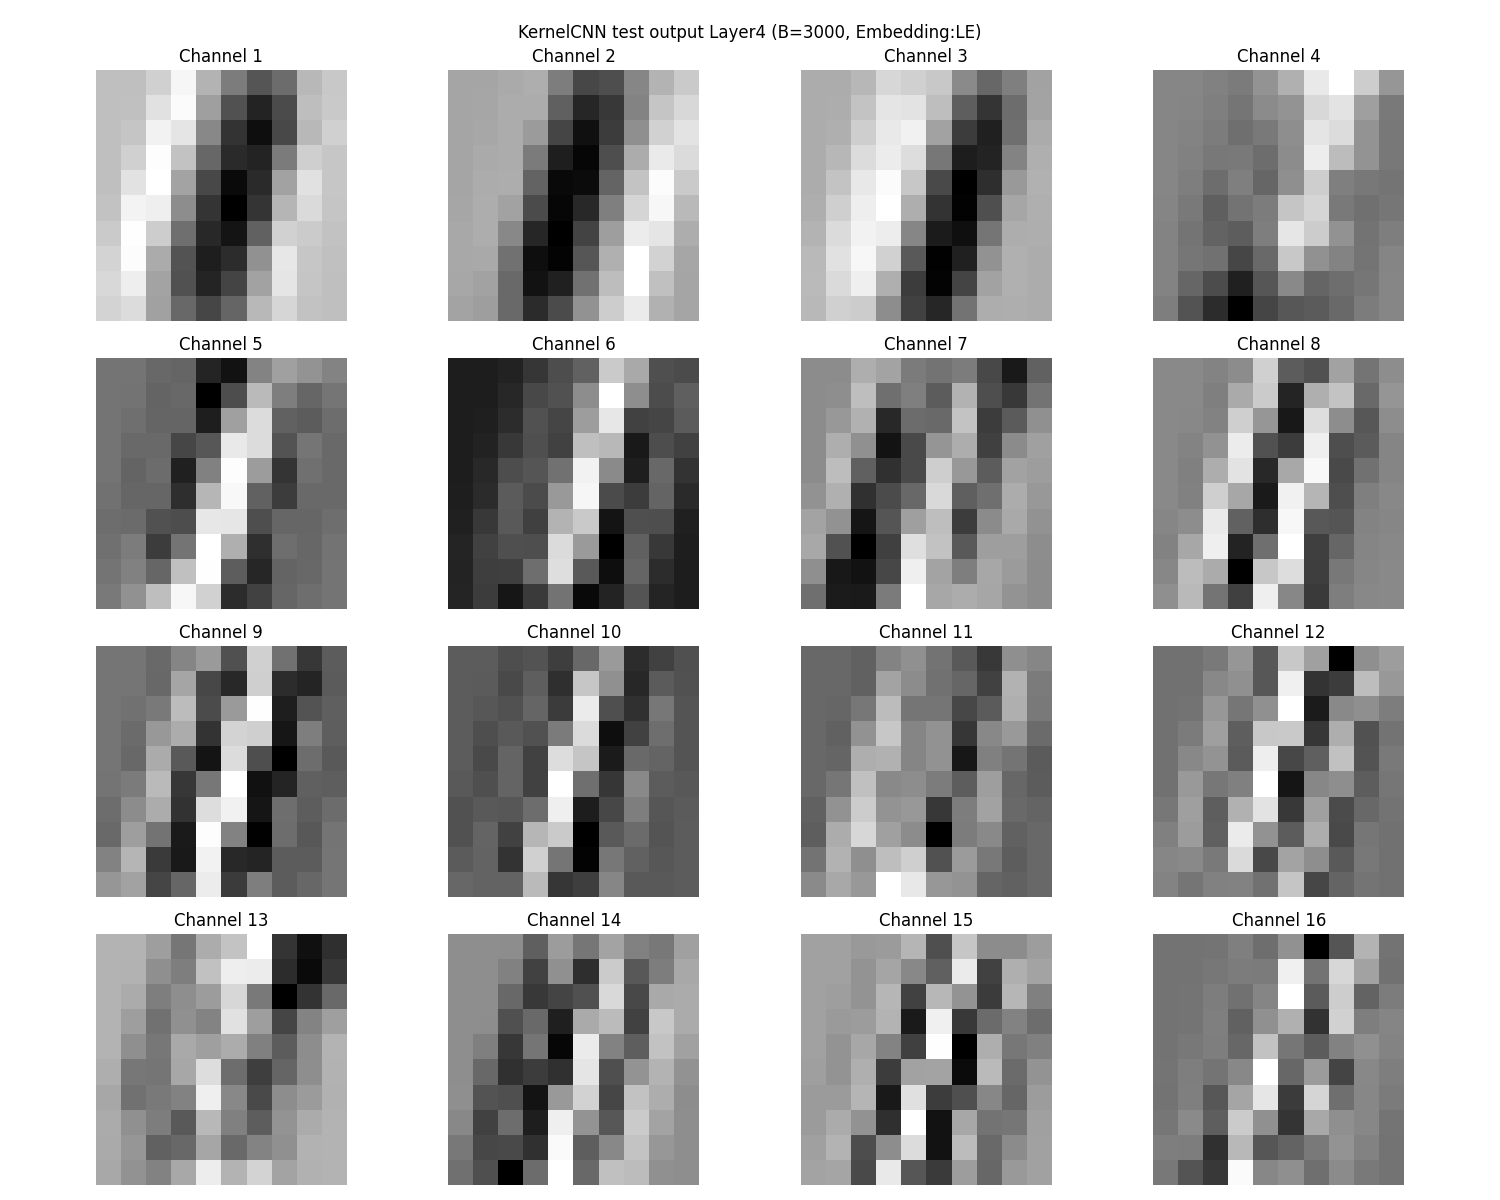 KernelCNN test output Layer4 (B=3000, Embedding:LE)
Channel 1 Channel 2 Channel 3 Channel 4
Channel 5 Channel 6 Channel 7 Channel 8
Channel 9 Channel 10 Channel 11 Channel 12
Channel 13 Channel 14 Channel 15 Channel 16